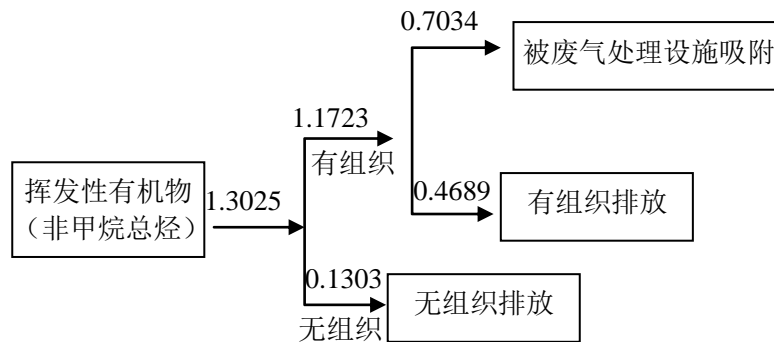 0.7034
被废气处理设施吸附
1.1723
有组织
挥发性有机物
（非甲烷总烃）
1.3025
0.4689
有组织排放
0.1303
无组织
无组织排放